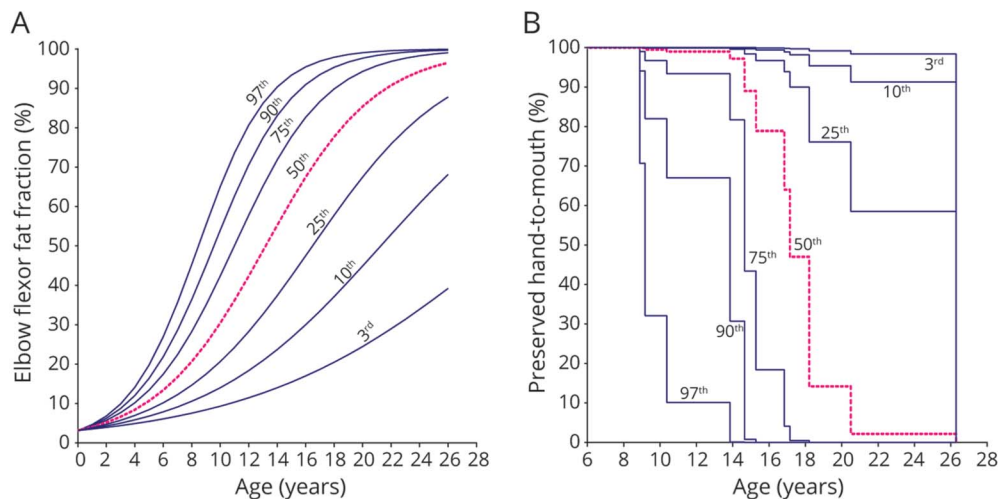 A
Elbow flexor fat fraction (%)
100
90
80
70
60
50
40
30
20
10
0
97th
90th
75th
50th
25th
10th
3rd
0 2 4 6 8 10 12 14 16 18 20 22 24 26 28
Age (years)
B
Preserved hand-to-mouth (%)
100
90
80
70
60
50
40
30
20
10
0
3rd
10th
25th
50th
75th
90th
97th
6 8 10 12 14 16 18 20 22 24 26 28
Age (years)